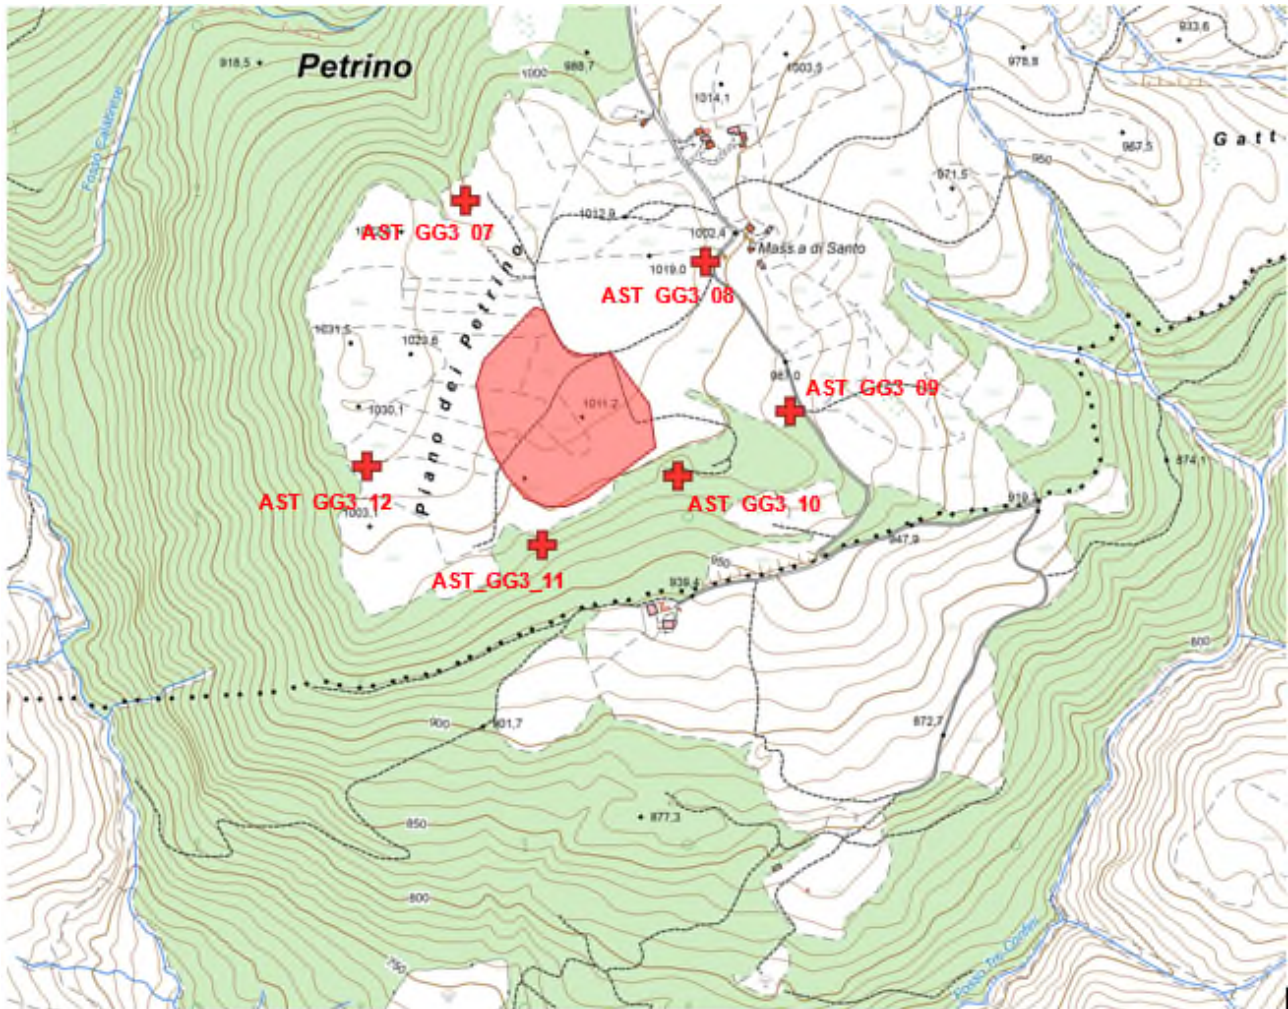 933,6
918,5
Petrino
988,7
1003,5
978,8
1000
1014,1
Fosso Calabrese
967,5
Gatt
950
971,5
1012,9
AST GG3 07
1002,4
Mass.a di Santo
1019,0
AST GG3 08
1031,5
1023,6
Piano dei Petrino
987,0
AST GG3 09
1030,1
1011,2
874,1
AST GG3 12
1003,1
AST GG3 10
919,1
947,9
950
AST_GG3_11
939,4
800
900
901,7
872,7
850
877,3
800
750
Fosso Tre Confini